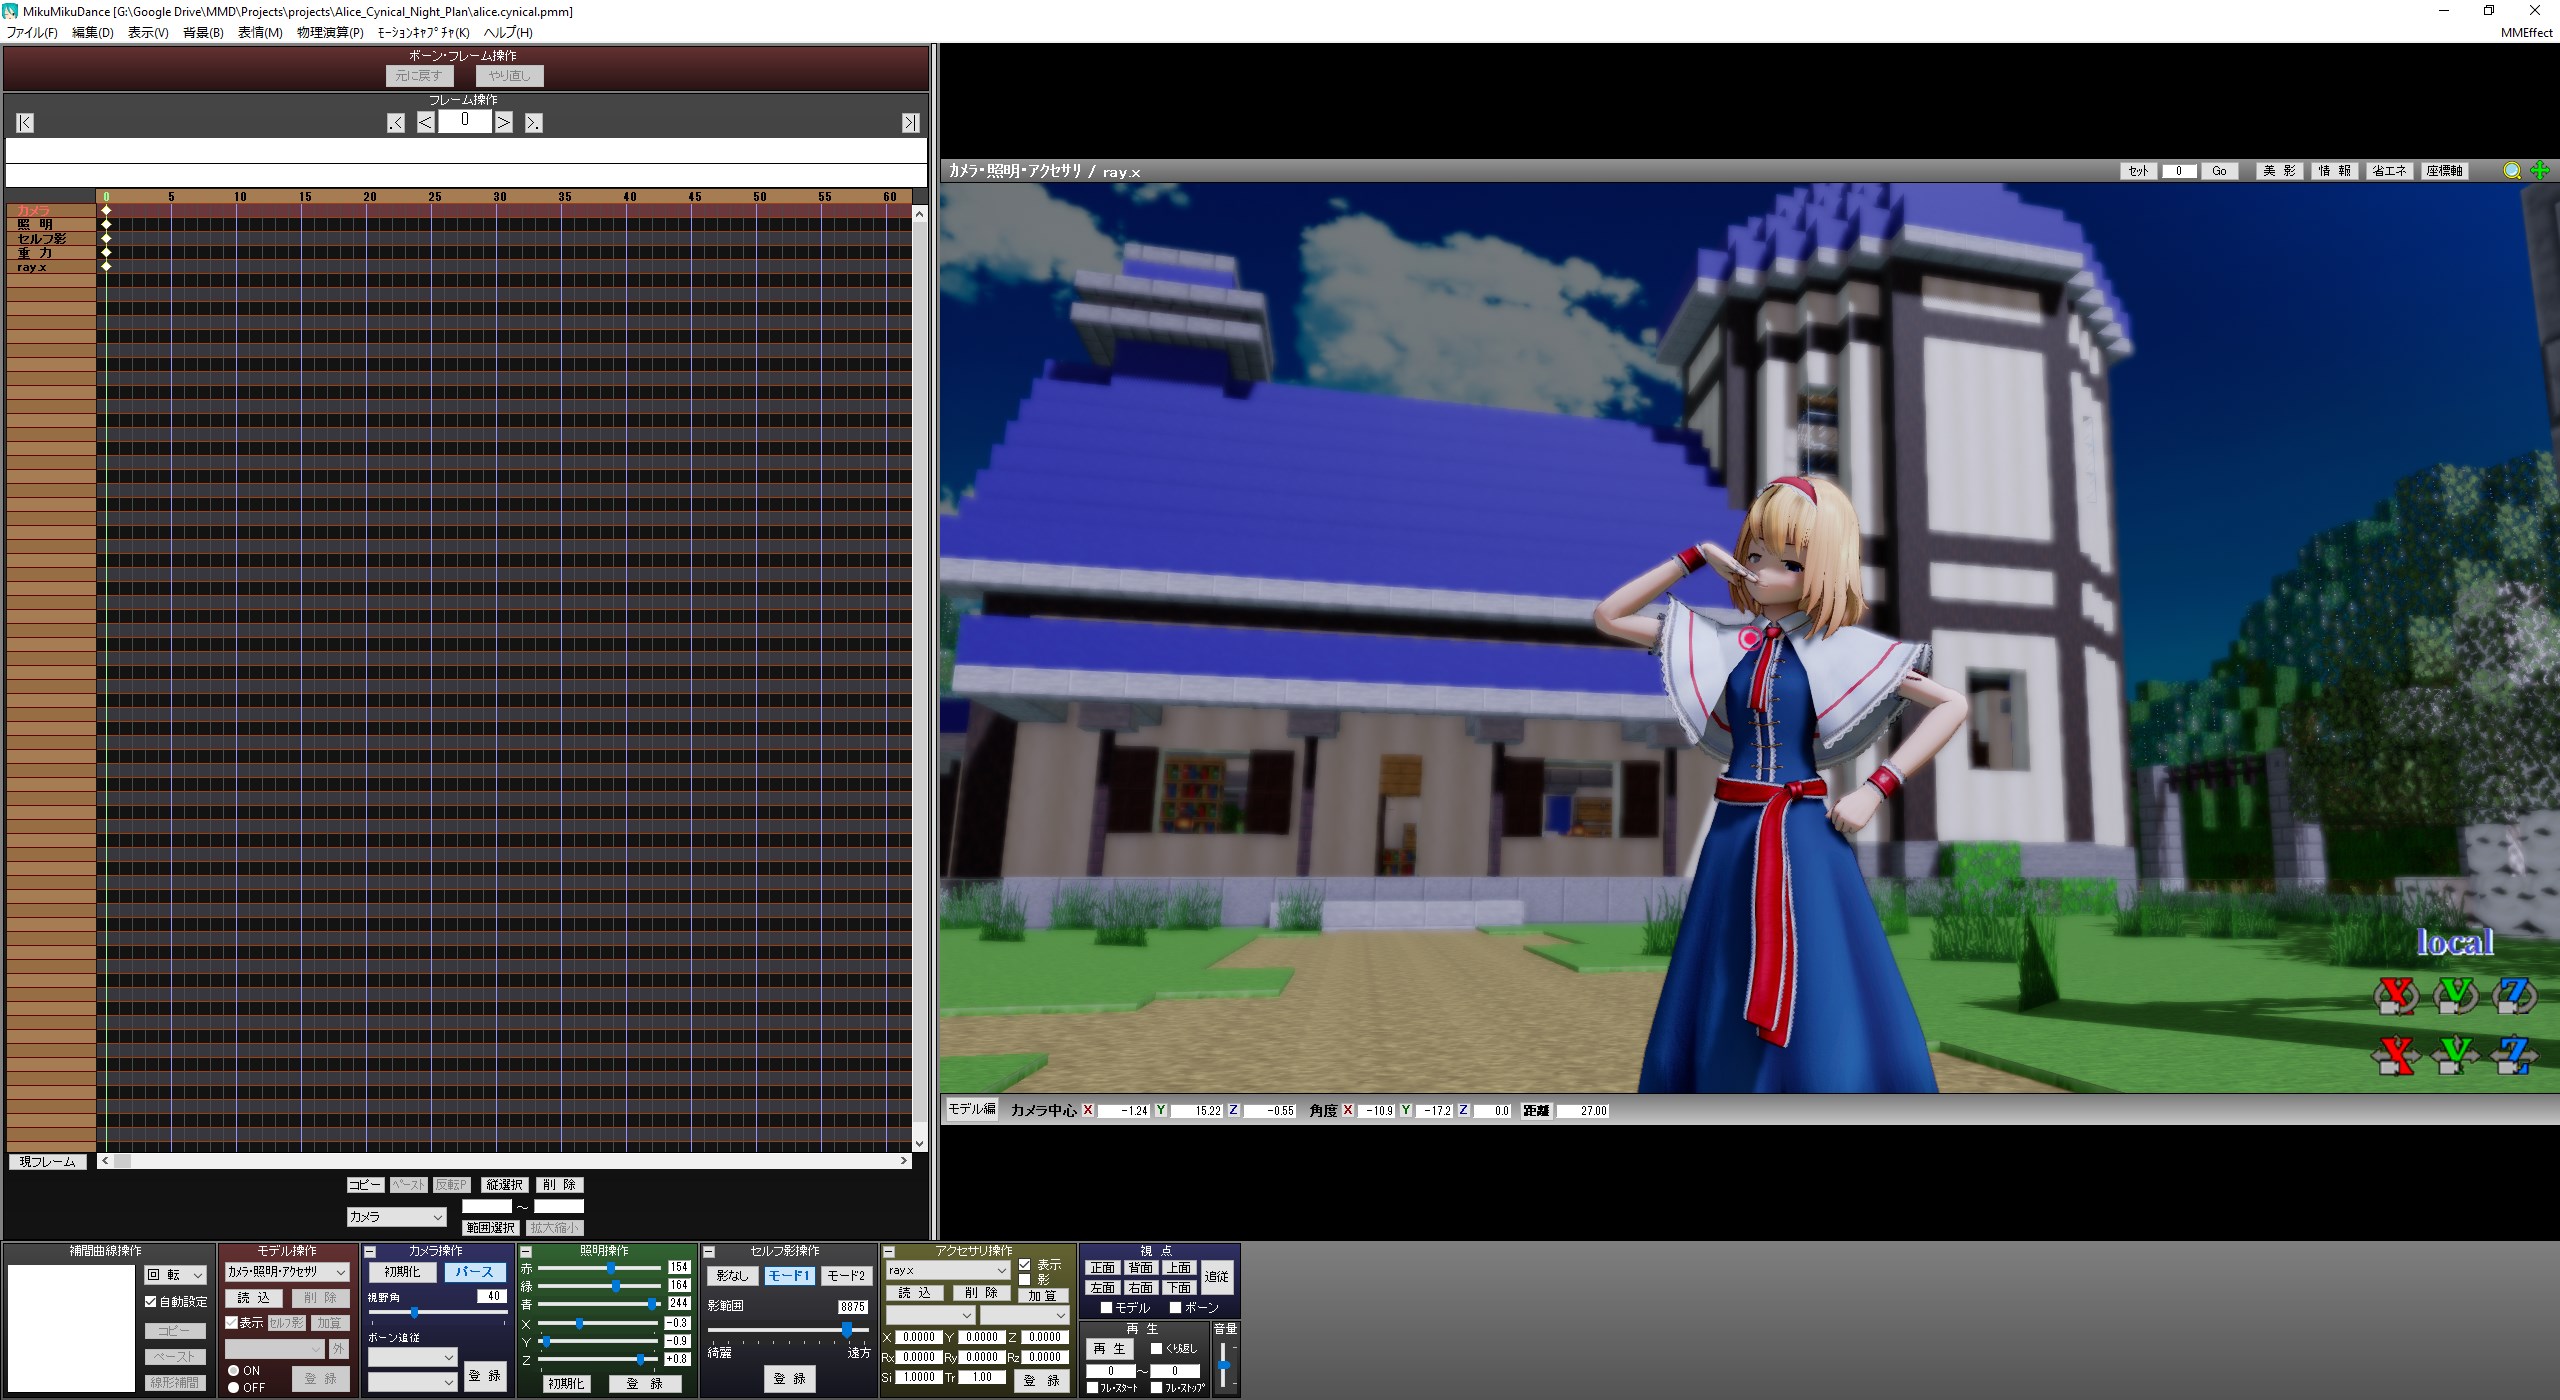 MikuMikuDance [G:\Google Drive\MMD\Projects\projects\Alice_Cynical_Night_Plan\alice.cynical.pmm]
ファイル(F) 編集(D) 表示(V) 背景(B) 表情(M) 物理演算(P) ﾓｰｼｮﾝｷｬﾌﾟﾁｬ(K) ヘルプ(H) MMEffect
ボーン・フレーム操作
元に戻す やり直し
フレーム操作
|< .< < 0 > >. >|
カメラ・照明・アクセサリ / ray.x ｾｯﾄ 0 Go 美 影 情 報 省エネ 座標軸
0 5 10 15 20 25 30 35 40 45 50 55 60
カメラ
照 明
セルフ影
重 力
ray.x
local
X Y Z
X Y Z
モデル編 カメラ中心 X -1.24 Y 15.22 Z -0.55 角度 X -10.9 Y -17.2 Z 0.0 距離 27.00
現フレーム
コピー ペースト 反転P 縦選択 削 除
カメラ ～
範囲選択 拡大縮小
補間曲線操作
回 転
自動設定
コピー
ペースト
線形補間
モデル操作
カメラ・照明・アクセサリ
読 込 削 除
表示 ｾﾙﾌ影 加算
外
ON
OFF
登 録
カメラ操作
初期化 パース
視野角 40
ボーン追従
登 録
照明操作
赤 154
緑 164
青 244
X -0.3
Y -0.9
Z +0.8
初期化 登 録
セルフ影操作
影なし モード1 モード2
影範囲 8875
綺麗 遠方
登 録
アクセサリ操作
ray.x 表示
影
読 込 削 除 加 算
X 0.0000 Y 0.0000 Z 0.0000
Rx 0.0000 Ry 0.0000 Rz 0.0000
Si 1.0000 Tr 1.00 登 録
視 点
正面 背面 上面 追従
左面 右面 下面
モデル ボーン
再 生
再 生 くり返し
0 ～ 0
ﾌﾚ･ｽﾀｰﾄ ﾌﾚ･ｽﾄｯﾌﾟ
音量